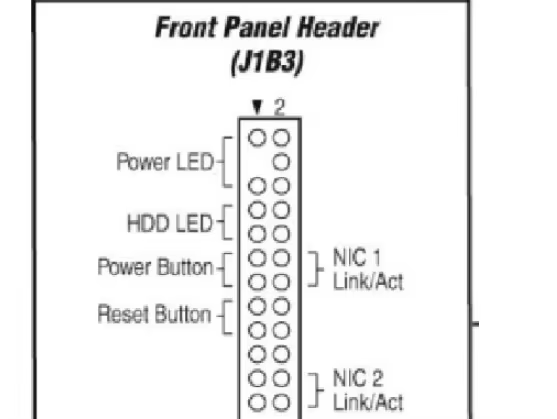 Front Panel Header
(J1B3)
▼ 2
Power LED
HDD LED
Power Button
NIC 1
Link/Act
Reset Button
NIC 2
Link/Act